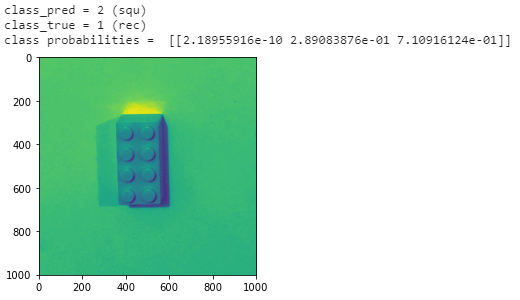 class_pred = 2 (squ)
class_true = 1 (rec)
class probabilities =  [[2.18955916e-10 2.89083876e-01 7.10916124e-01]]
0
200
400
600
800
1000
0 200 400 600 800 1000